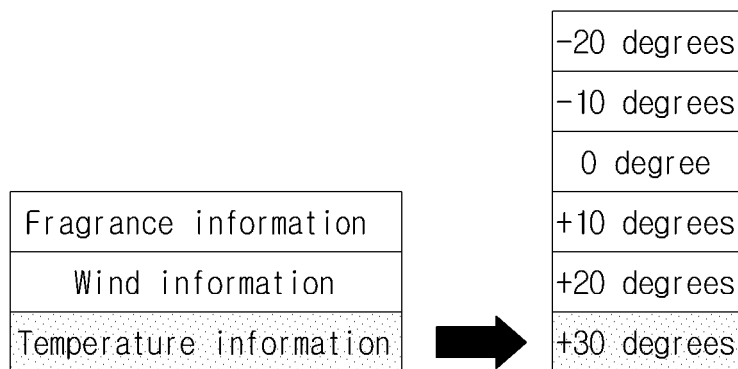 -20 degrees
-10 degrees
0 degree
Fragrance information
+10 degrees
Wind information
+20 degrees
Temperature information
+30 degrees